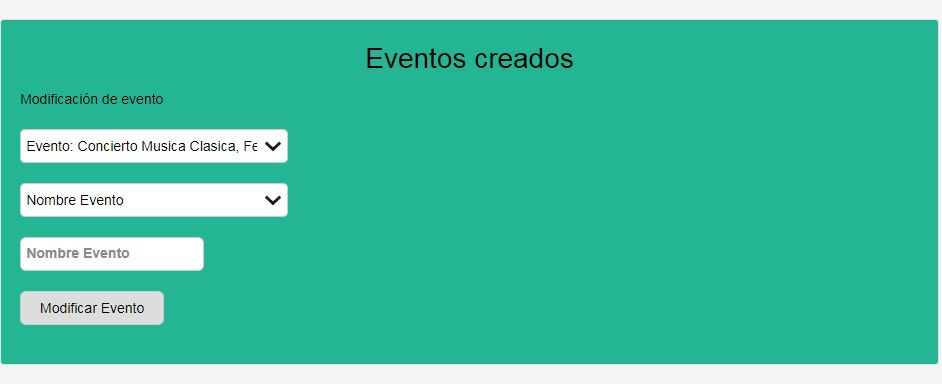 Eventos creados
Modificación de evento
Evento: Concierto Musica Clasica, Fe
Nombre Evento
Nombre Evento
Modificar Evento